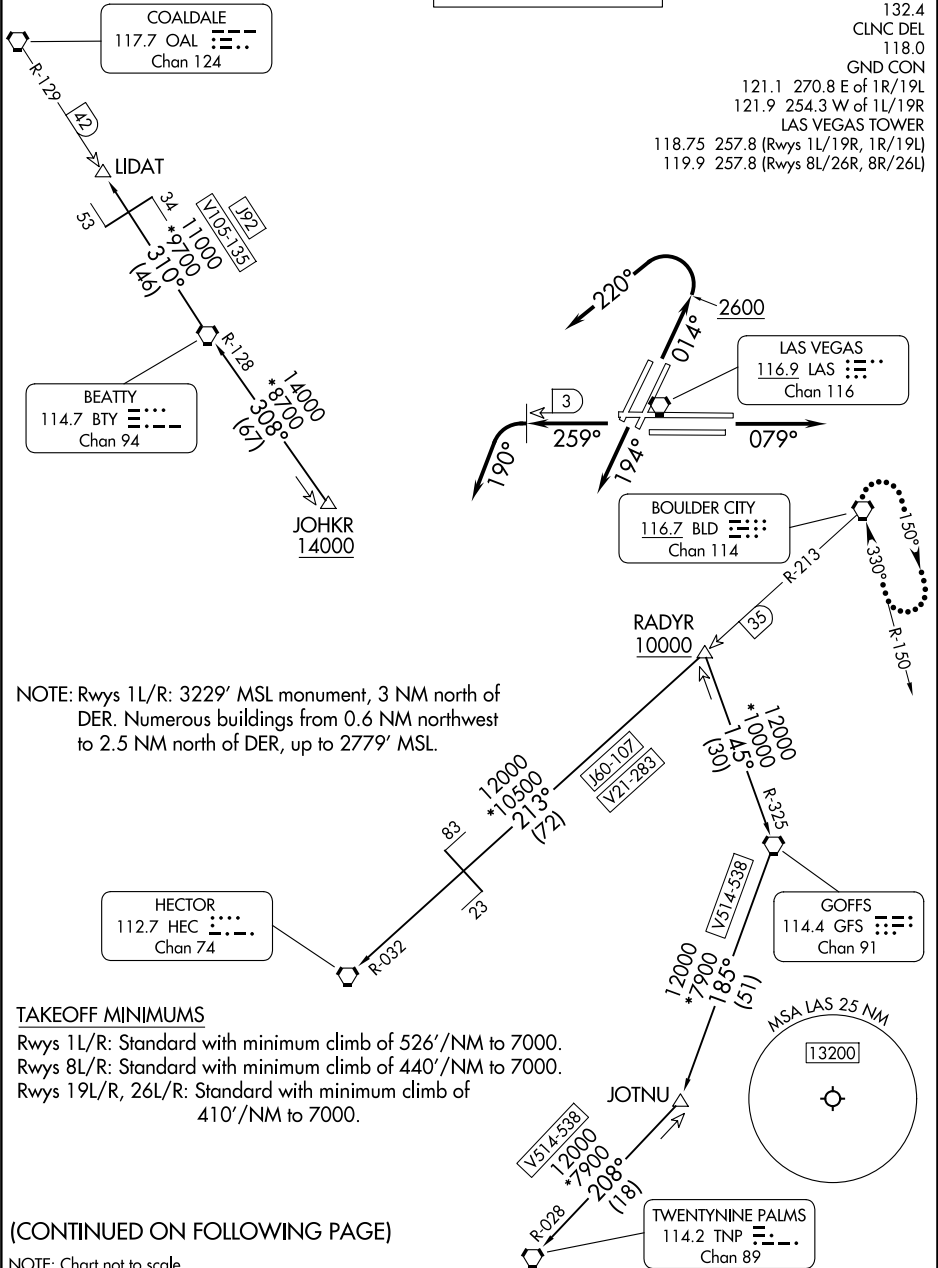 132.4
CLNC DEL
118.0
GND CON
121.1 270.8 E of 1R/19L
121.9 254.3 W of 1L/19R
LAS VEGAS TOWER
118.75 257.8 (Rwys 1L/19R, 1R/19L)
119.9 257.8 (Rwys 8L/26R, 8R/26L)
COALDALE
117.7 OAL
Chan 124
R-129
42
LIDAT
53
34
J92
V105-135
11000
*9700
310°
(46)
BEATTY
114.7 BTY
Chan 94
R-128
14000
*8700
308°
(67)
JOHKR
14000
220°
2600
014°
LAS VEGAS
116.9 LAS
Chan 116
3
259°
079°
190°
194°
BOULDER CITY
116.7 BLD
Chan 114
150°
330°
R-213
R-150
35
RADYR
10000
NOTE: Rwys 1L/R: 3229' MSL monument, 3 NM north of
DER. Numerous buildings from 0.6 NM northwest
to 2.5 NM north of DER, up to 2779' MSL.
12000
*10000
145°
(30)
J60-107
V21-283
12000
*10500
213°
(72)
R-325
83
23
HECTOR
112.7 HEC
Chan 74
R-032
V514-538
GOFFS
114.4 GFS
Chan 91
12000
*7900
185°
(51)
TAKEOFF MINIMUMS
Rwys 1L/R: Standard with minimum climb of 526'/NM to 7000.
Rwys 8L/R: Standard with minimum climb of 440'/NM to 7000.
Rwys 19L/R, 26L/R: Standard with minimum climb of
410'/NM to 7000.
MSA LAS 25 NM
13200
JOTNU
V514-538
12000
*7900
208°
(18)
R-028
TWENTYNINE PALMS
114.2 TNP
Chan 89
(CONTINUED ON FOLLOWING PAGE)
NOTE: Chart not to scale